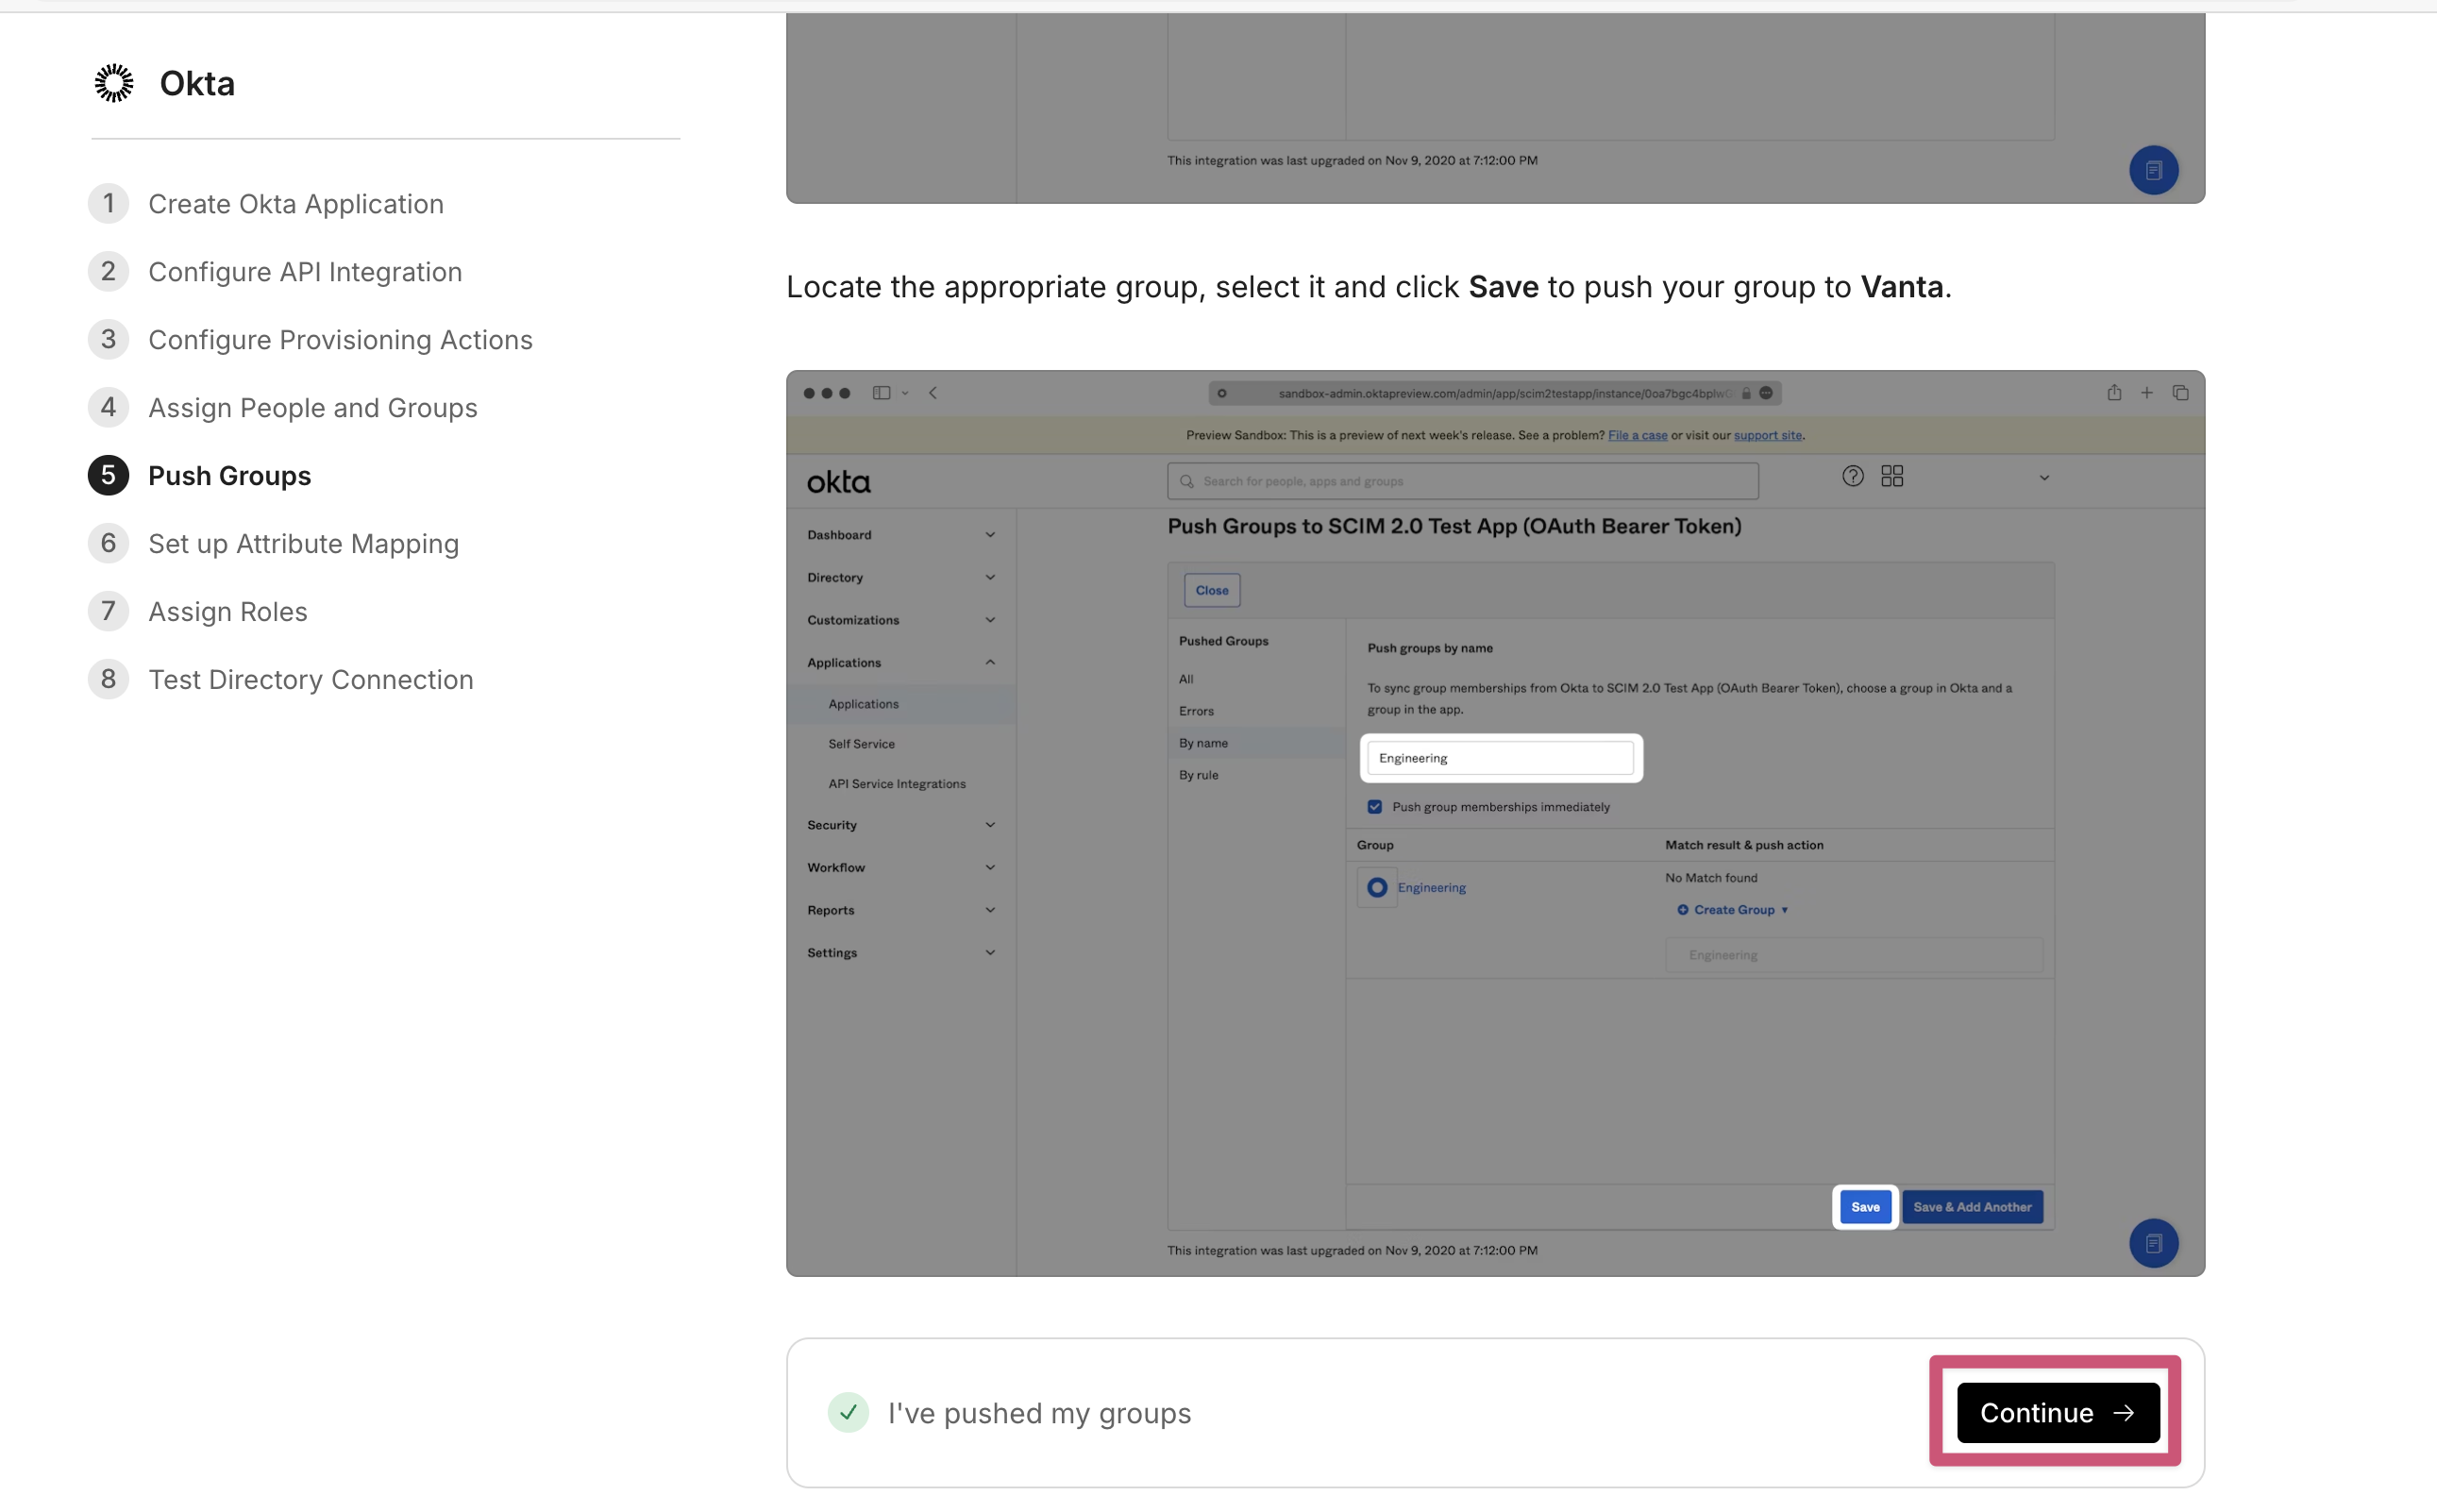 Okta
1 Create Okta Application
2 Configure API Integration
3 Configure Provisioning Actions
4 Assign People and Groups
5 Push Groups
6 Set up Attribute Mapping
7 Assign Roles
8 Test Directory Connection
This integration was last upgraded on Nov 9, 2020 at 7:12:00 PM
Locate the appropriate group, select it and click Save to push your group to Vanta.
Preview Sandbox: This is a preview of next week's release. See a problem? File a case or visit our support site.
okta
Search for people, apps and groups
Dashboard
Directory
Customizations
Applications
Applications
Self Service
API Service Integrations
Security
Workflow
Reports
Settings
Push Groups to SCIM 2.0 Test App (OAuth Bearer Token)
Close
Pushed Groups
All
Errors
By name
By rule
Push groups by name
To sync group memberships from Okta to SCIM 2.0 Test App (OAuth Bearer Token), choose a group in Okta and a
group in the app.
Engineering
Push group memberships immediately
Group Match result & push action
Engineering
No Match found
Create Group
Engineering
Save Save & Add Another
This integration was last upgraded on Nov 9, 2020 at 7:12:00 PM
I've pushed my groups
Continue →